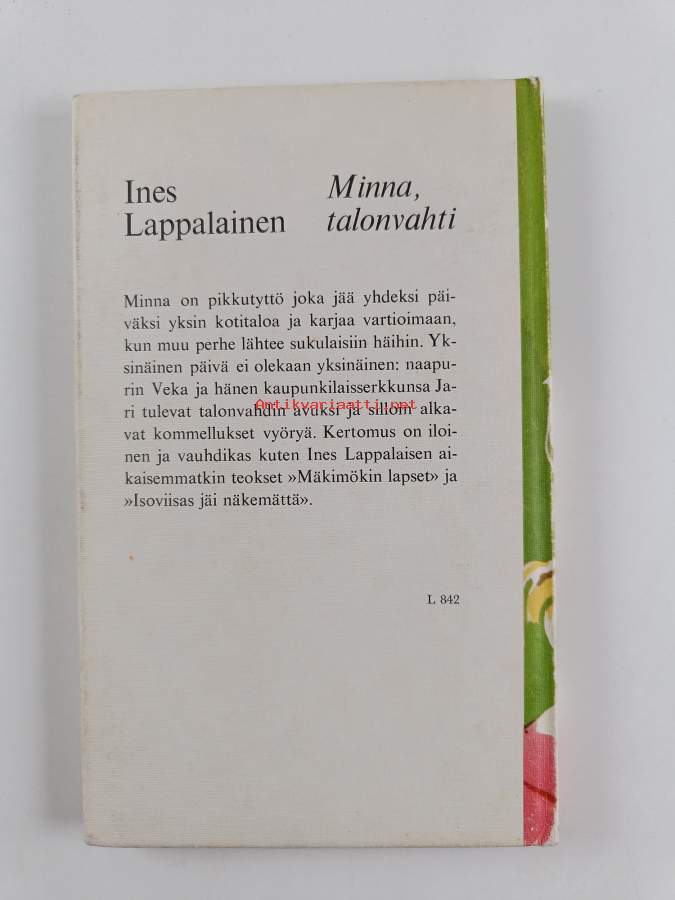 Ines
Lappalainen
Minna,
talonvahti
Minna on pikkutyttö joka jää yhdeksi päi-
väksi yksin kotitaloa ja karjaa vartioimaan,
kun muu perhe lähtee sukulaisiin häihin. Yk-
sinäinen päivä ei olekaan yksinäinen: naapu-
rin Veka ja hänen kaupunkilaisserkkunsa Ja-
ri tulevat talonvahdin avuksi ja silloin alka-
Antikvariaatti.net
vat kommellukset vyöryä. Kertomus on iloi-
nen ja vauhdikas kuten Ines Lappalaisen ai-
kaisemmatkin teokset »Mäkimökin lapset» ja
»Isoviisas jäi näkemättä».
L 842